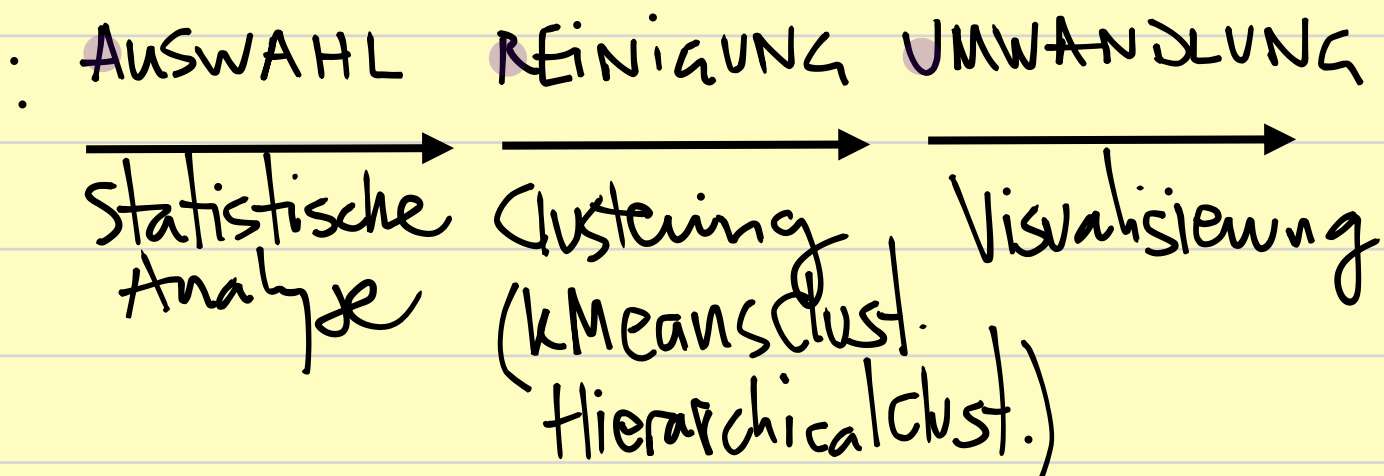 : AUSWAHL REiNiGUNG UMWANDLUNG
Statistische Clustering Visualisierung
Analyse (kMeansClust.
HierarchicalClust.)